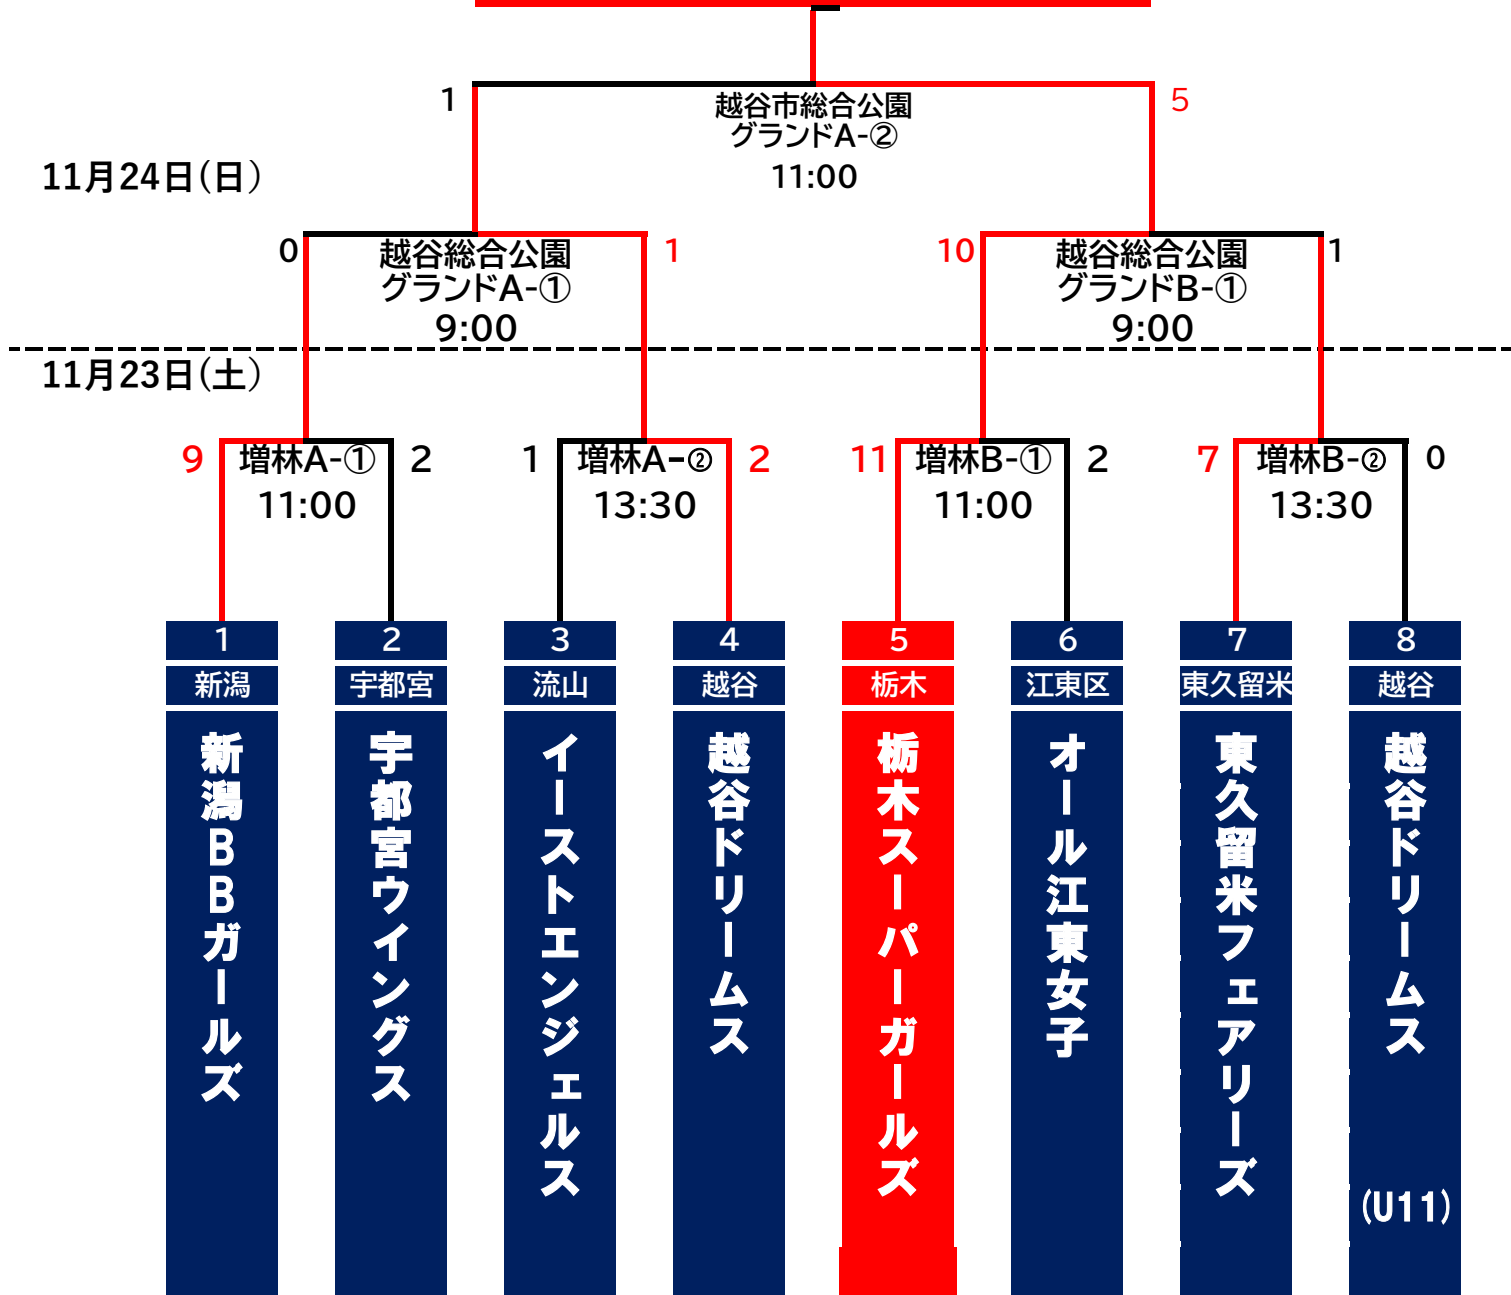 1
越谷市総合公園
グランドA-②
11:00
5
11月24日(日)
0
越谷総合公園
グランドA-①
9:00
1
10
越谷総合公園
グランドB-①
9:00
1
11月23日(土)
9
増林A-①
11:00
2
1
増林A-②
13:30
2
11
増林B-①
11:00
2
7
増林B-②
13:30
0
1
新潟
新潟BBガールズ
2
宇都宮
宇都宮ウイングス
3
流山
イーストエンジェルス
4
越谷
越谷ドリームス
5
栃木
栃木スーパーガールズ
6
江東区
オール江東女子
7
東久留米
東久留米フェアリーズ
8
越谷
越谷ドリームス
(U11)